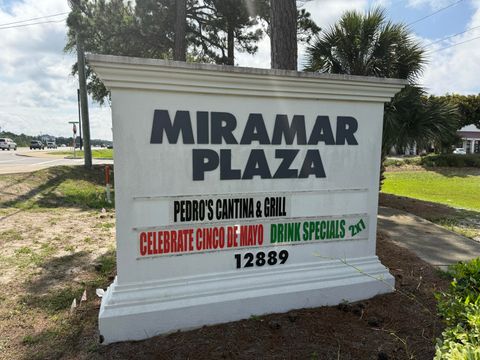 MIRAMAR
PLAZA
PEDRO'S CANTINA & GRILL
CELEBRATE CINCO DE MAYO DRINK SPECIALS 2X1
12889